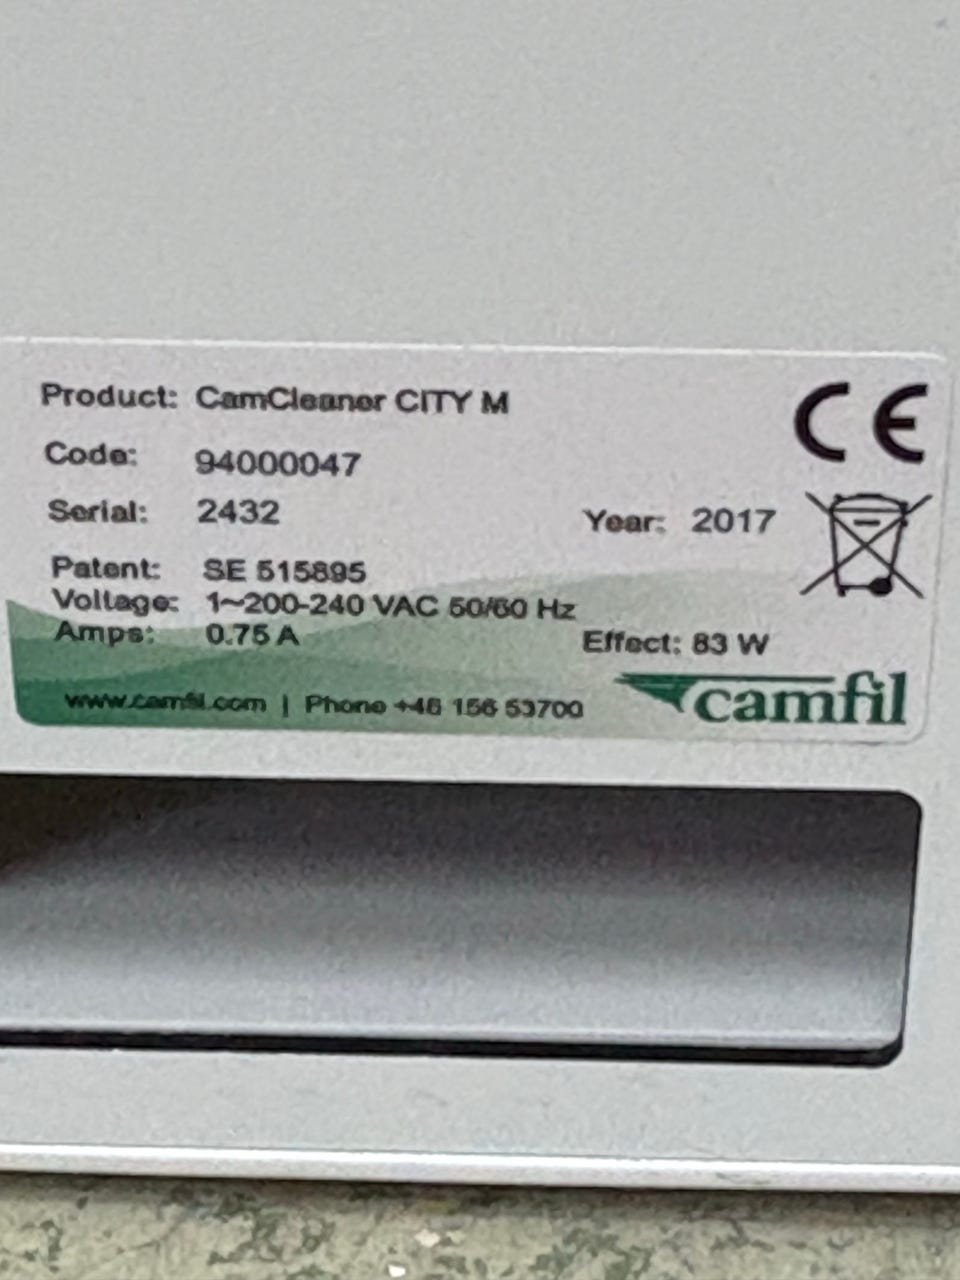 Product: CamCleaner CITY M
Code: 94000047
Serial: 2432
Year: 2017
Patent: SE 515895
Voltage: 1~200-240 VAC 50/60 Hz
Amps: 0.75 A
Effect: 83 W
www.camfil.com | Phone +46 156 53700
camfil
CE